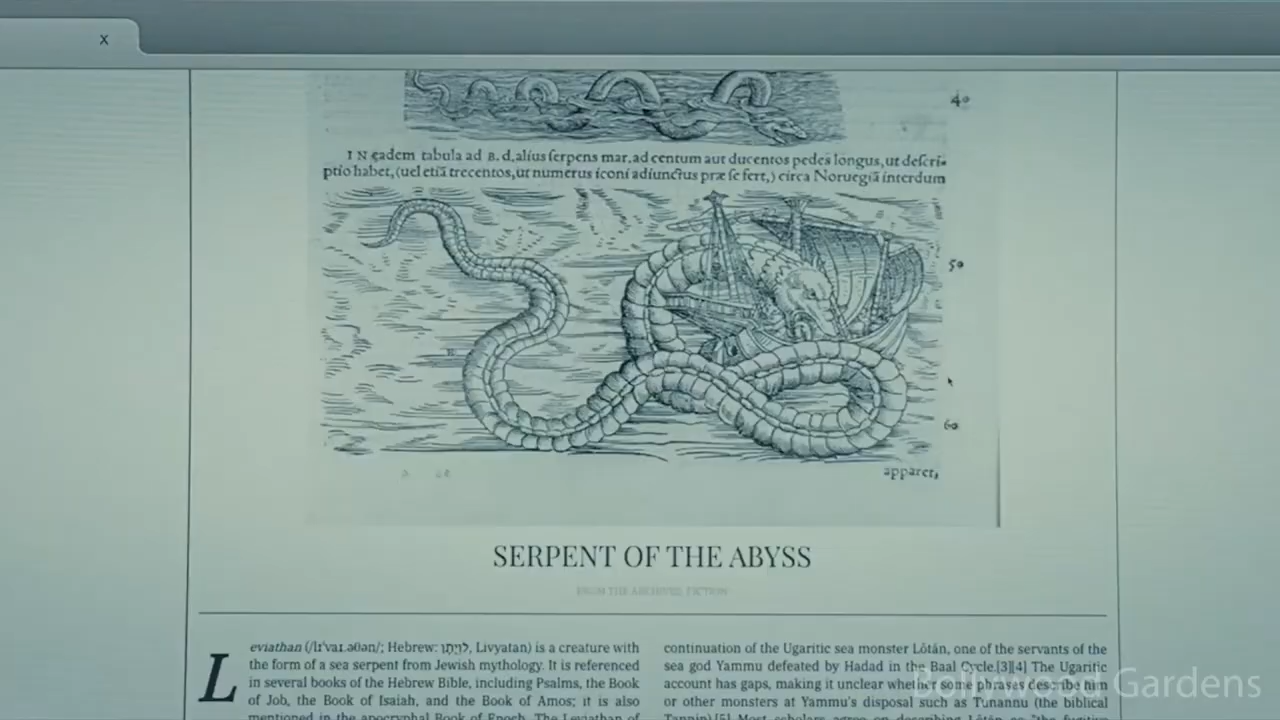 X
40
I N eadem tabula ad B. d. alius ſerpens mar. ad centum aut ducentos pedes longus, ut deſcri-
ptio habet, (uel etiã trecentos, ut numerus iconi adiunctus præ ſe fert,) circa Noruegiã interdum
50
60
apparet,
SERPENT OF THE ABYSS
FROM THE ARCHIVES, FICTION
Leviathan (/lɪˈvaɪ.əθən/; Hebrew: לִוְיָתָן, Livyatan) is a creature with
the form of a sea serpent from Jewish mythology. It is referenced
in several books of the Hebrew Bible, including Psalms, the Book
of Job, the Book of Isaiah, and the Book of Amos; it is also
mentioned in the apocryphal Book of Enoch. The Leviathan of
continuation of the Ugaritic sea monster Lôtān, one of the servants of the
sea god Yammu defeated by Hadad in the Baal Cycle.[3][4] The Ugaritic
account has gaps, making it unclear whether some phrases describe him
or other monsters at Yammu's disposal such as Tunannu (the biblical
Tannin).[5] Most scholars agree on describing Lôtān as "the fugitive
Bollywood Gardens